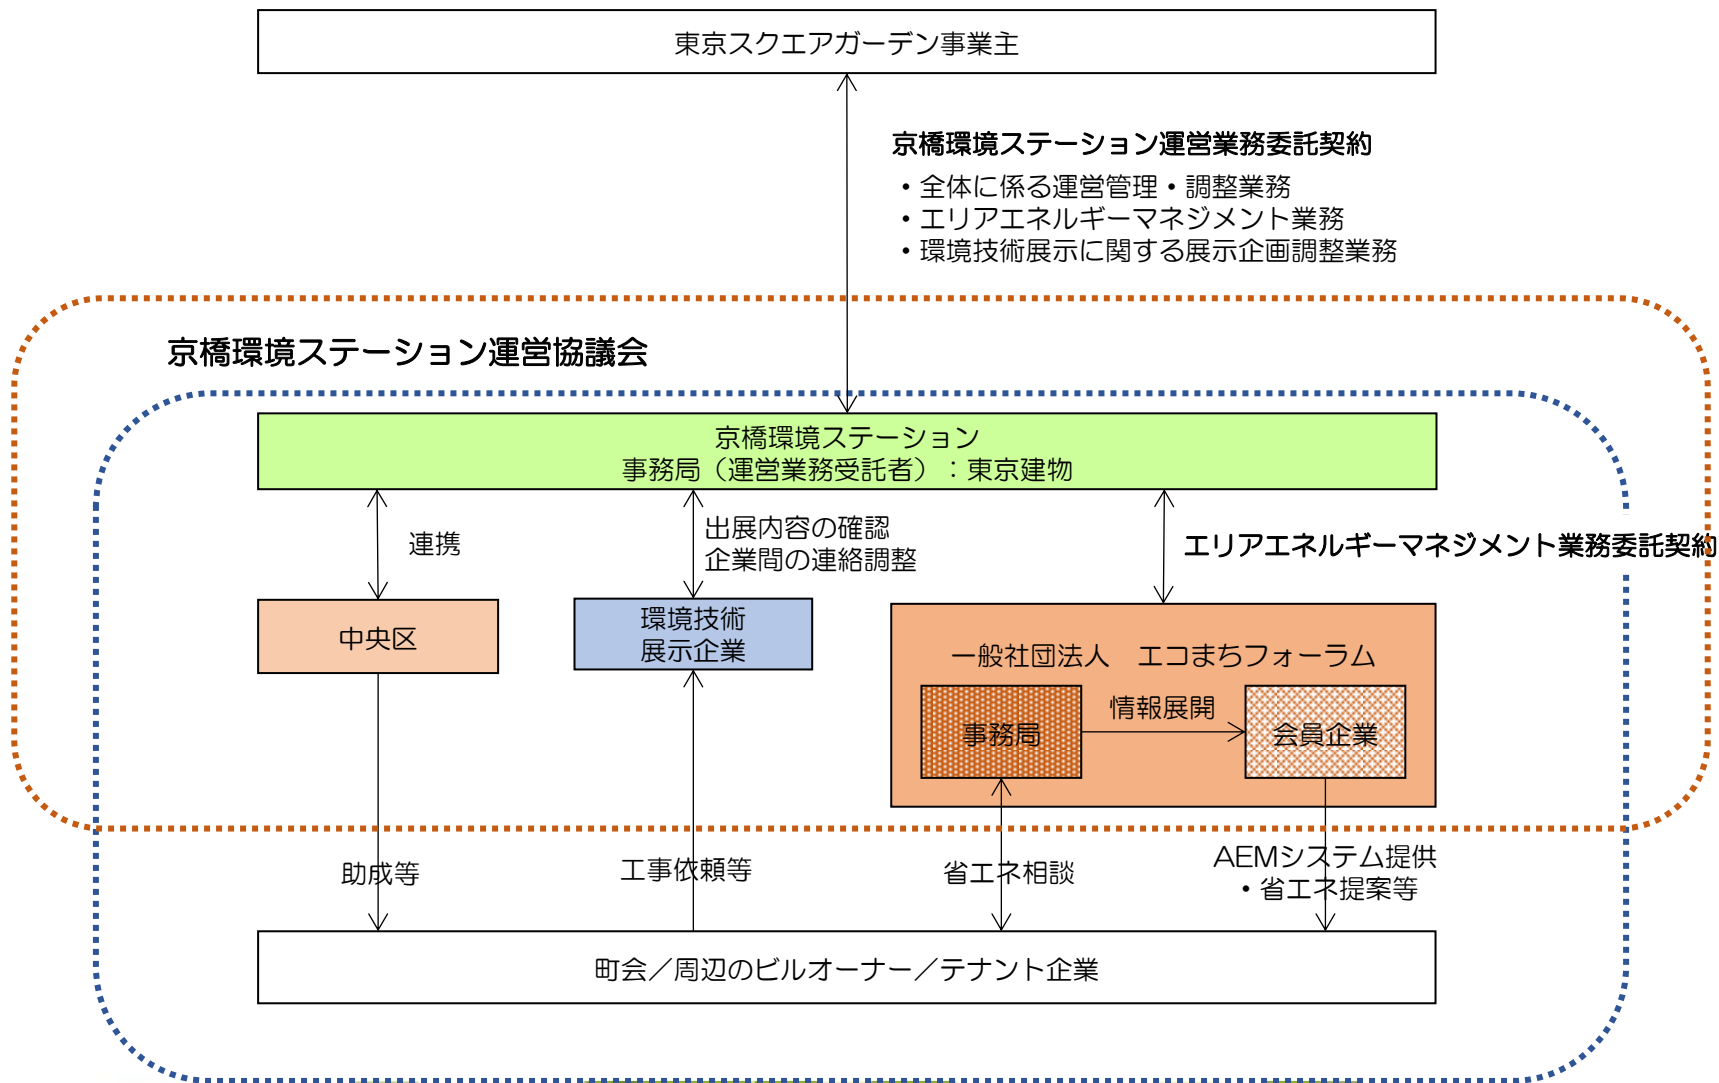 東京スクエアガーデン事業主
京橋環境ステーション運営業務委託契約
・全体に係る運営管理・調整業務
・エリアエネルギーマネジメント業務
・環境技術展示に関する展示企画調整業務
京橋環境ステーション運営協議会
京橋環境ステーション
事務局（運営業務受託者）：東京建物
連携
出展内容の確認
企業間の連絡調整
エリアエネルギーマネジメント業務委託契約
中央区
環境技術
展示企業
一般社団法人　エコまちフォーラム
事務局
情報展開
会員企業
助成等
工事依頼等
省エネ相談
AEMシステム提供
・省エネ提案等
町会／周辺のビルオーナー／テナント企業